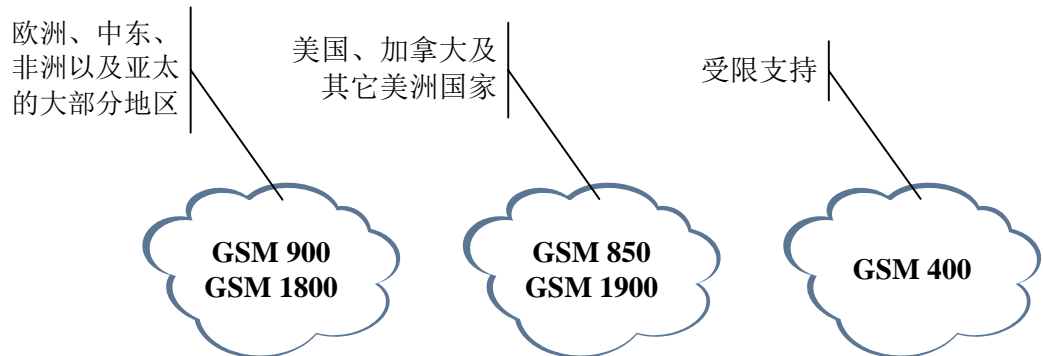 欧洲、中东、
非洲以及亚太
的大部分地区
美国、加拿大及
其它美洲国家
受限支持
GSM 900
GSM 1800
GSM 850
GSM 1900
GSM 400